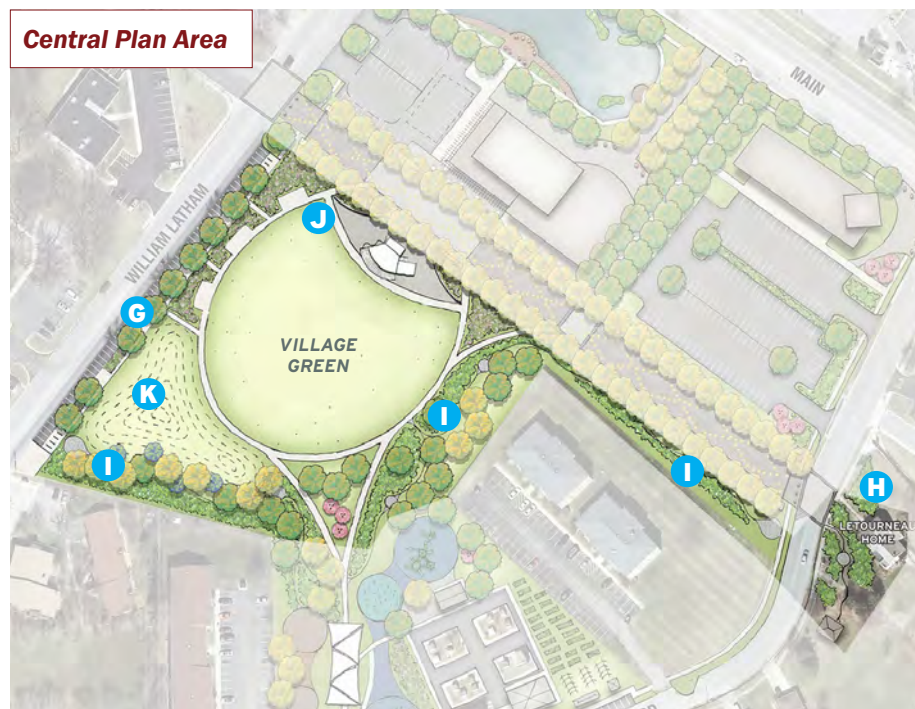 Central Plan Area
MAIN
WILLIAM LATHAM
J
G
VILLAGE
GREEN
K
I
I
I
H
LETOURNEAU
HOME